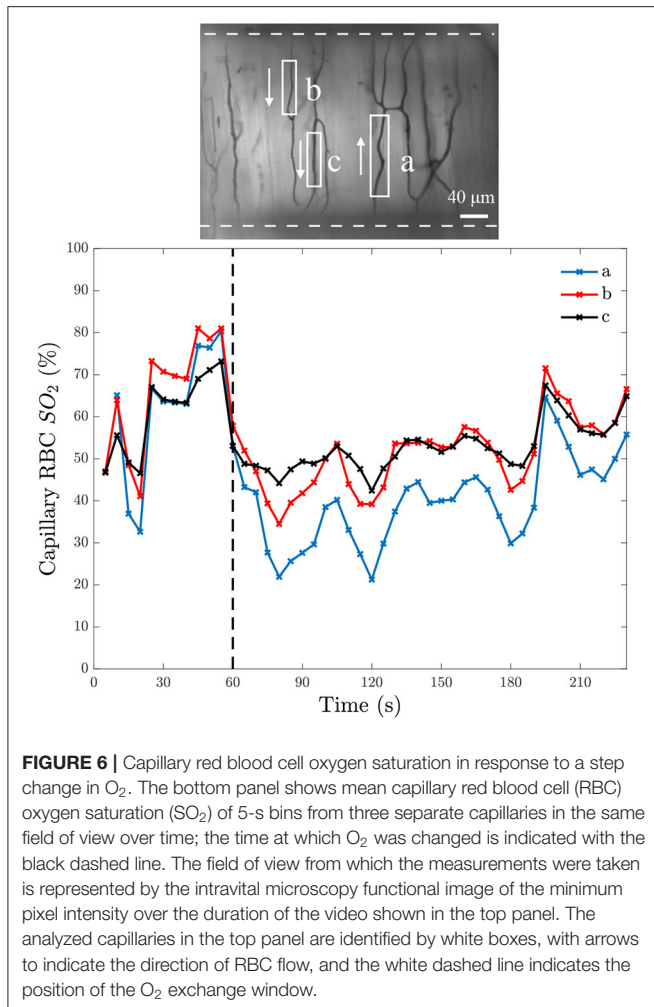 b
c
a
40 μm
100
90
80
70
60
50
40
30
20
10
0
Capillary RBC SO₂ (%)
a
b
c
0 30 60 90 120 150 180 210
Time (s)
FIGURE 6 | Capillary red blood cell oxygen saturation in response to a step
change in O₂. The bottom panel shows mean capillary red blood cell (RBC)
oxygen saturation (SO₂) of 5-s bins from three separate capillaries in the same
field of view over time; the time at which O₂ was changed is indicated with the
black dashed line. The field of view from which the measurements were taken
is represented by the intravital microscopy functional image of the minimum
pixel intensity over the duration of the video shown in the top panel. The
analyzed capillaries in the top panel are identified by white boxes, with arrows
to indicate the direction of RBC flow, and the white dashed line indicates the
position of the O₂ exchange window.